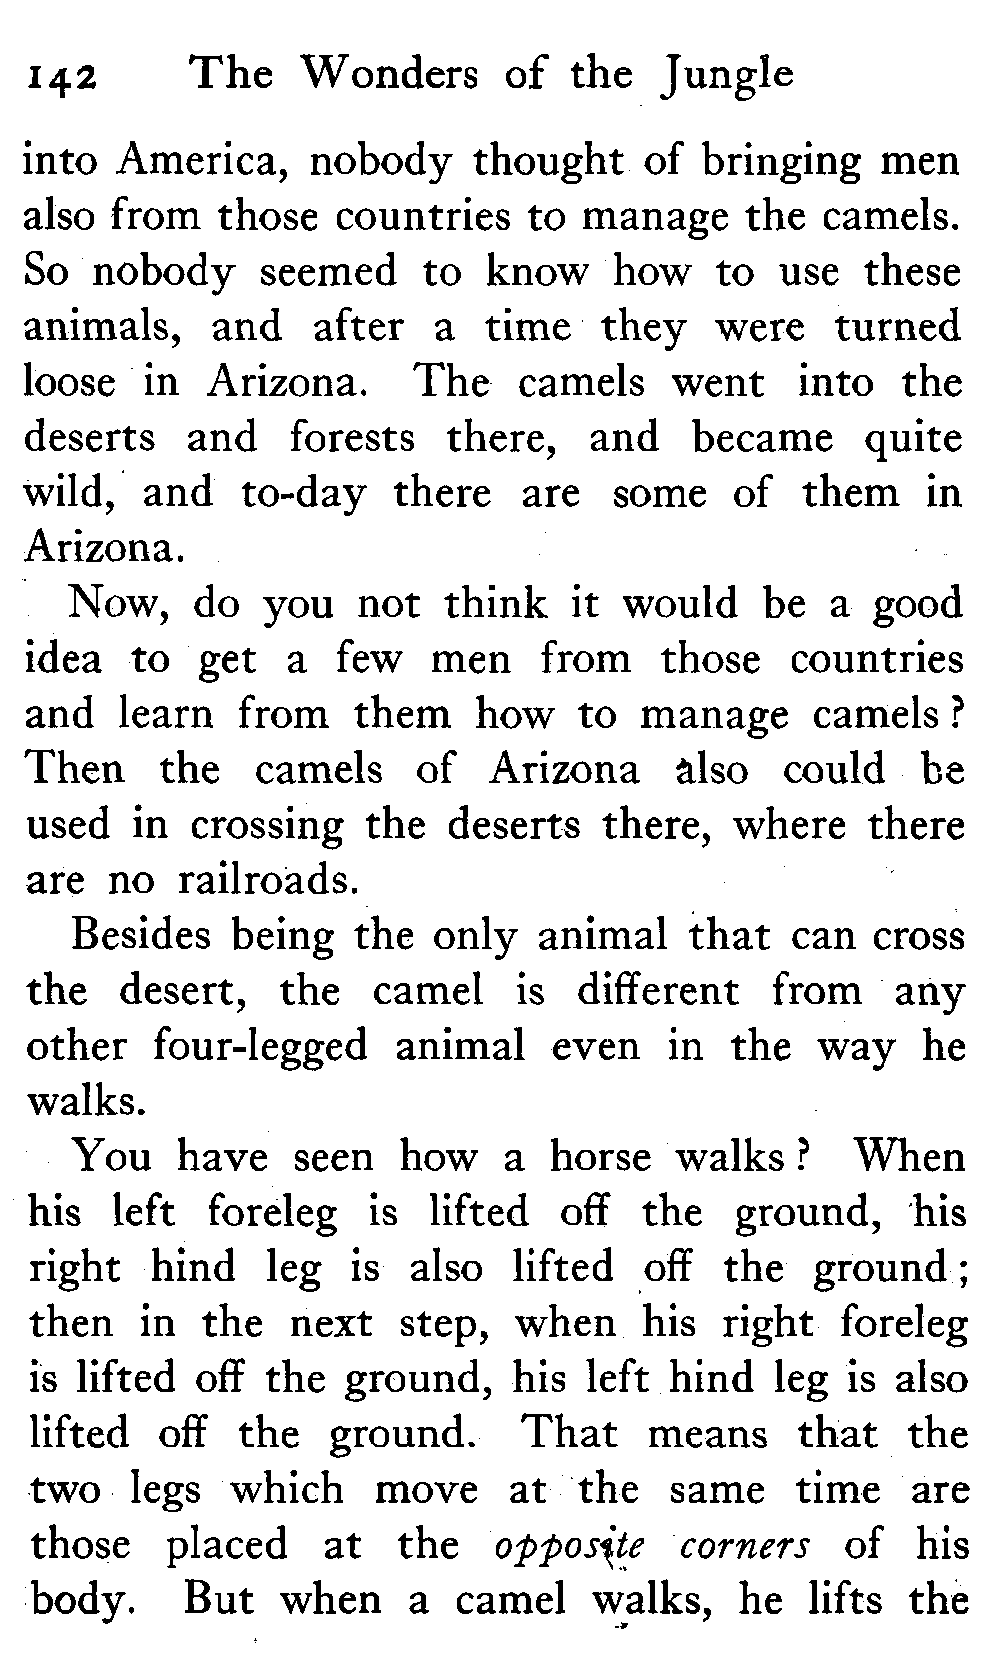 142 The Wonders of the Jungle
into America, nobody thought of bringing men
also from those countries to manage the camels.
So nobody seemed to know how to use these
animals, and after a time they were turned
loose in Arizona. The camels went into the
deserts and forests there, and became quite
wild, and to-day there are some of them in
Arizona.
Now, do you not think it would be a good
idea to get a few men from those countries
and learn from them how to manage camels?
Then the camels of Arizona also could be
used in crossing the deserts there, where there
are no railroads.
Besides being the only animal that can cross
the desert, the camel is different from any
other four-legged animal even in the way he
walks.
You have seen how a horse walks? When
his left foreleg is lifted off the ground, his
right hind leg is also lifted off the ground;
then in the next step, when his right foreleg
is lifted off the ground, his left hind leg is also
lifted off the ground. That means that the
two legs which move at the same time are
those placed at the opposite corners of his
body. But when a camel walks, he lifts the